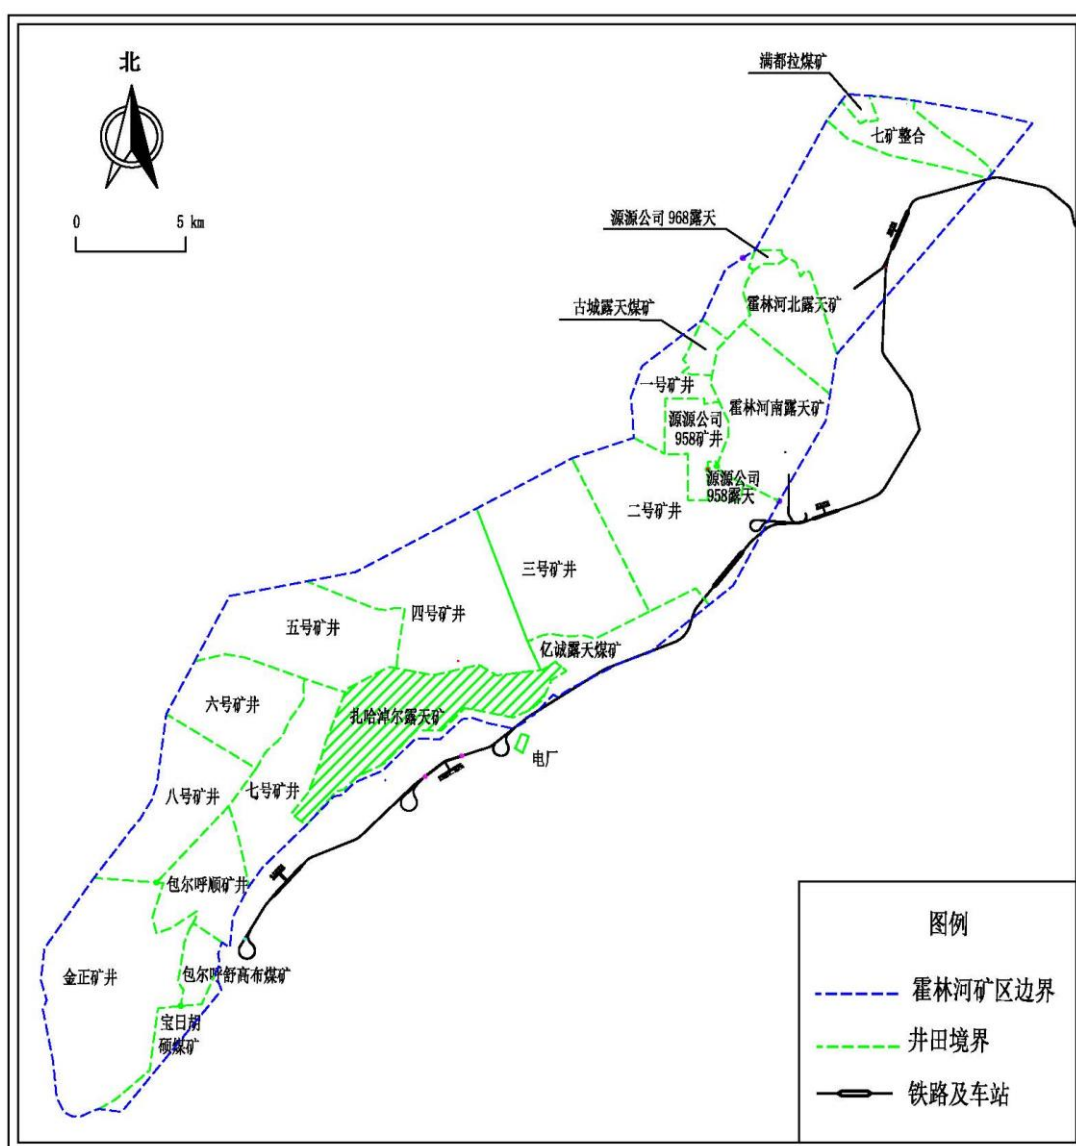 北
0 5 km
满都拉煤矿
七矿整合
源源公司 968露天
霍林河北露天矿
古城露天煤矿
一号矿井
霍林河南露天矿
源源公司
958矿井
源源公司
958露天
二号矿井
三号矿井
四号矿井
五号矿井
亿诚露天煤矿
六号矿井
扎哈淖尔露天矿
电厂
七号矿井
八号矿井
包尔呼顺矿井
金正矿井
包尔呼舒高布煤矿
宝日胡
硕煤矿
图例
霍林河矿区边界
井田境界
铁路及车站